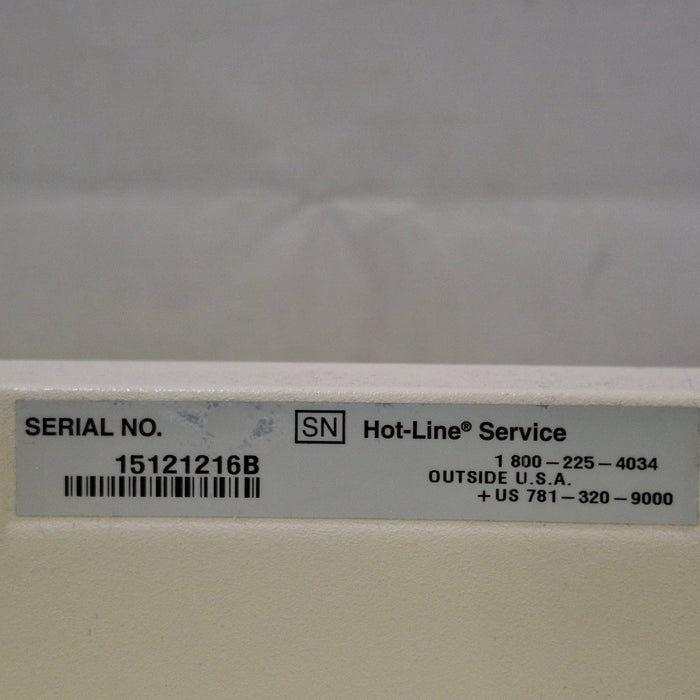 SERIAL NO.
15121216B
SN Hot-Line® Service
1 800-225-4034
OUTSIDE U.S.A.
+US 781-320-9000